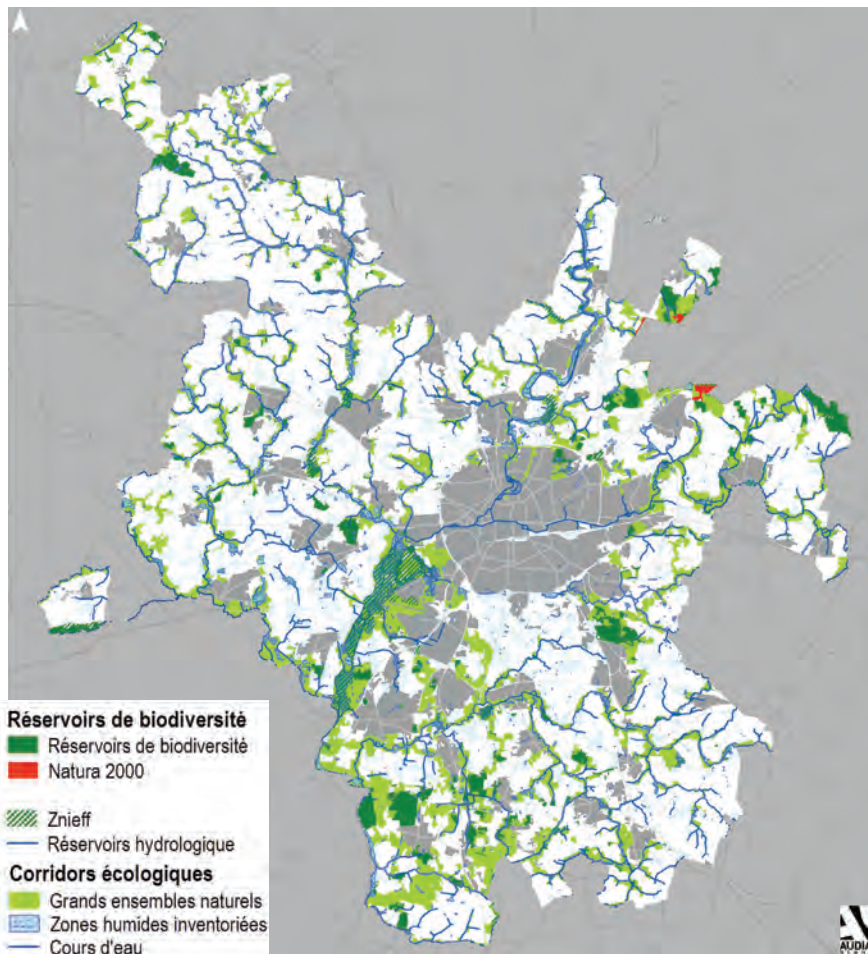 Réservoirs de biodiversité
Réservoirs de biodiversité
Natura 2000
Znieff
Réservoirs hydrologique
Corridors écologiques
Grands ensembles naturels
Zones humides inventoriées
Cours d'eau
AUDIAR